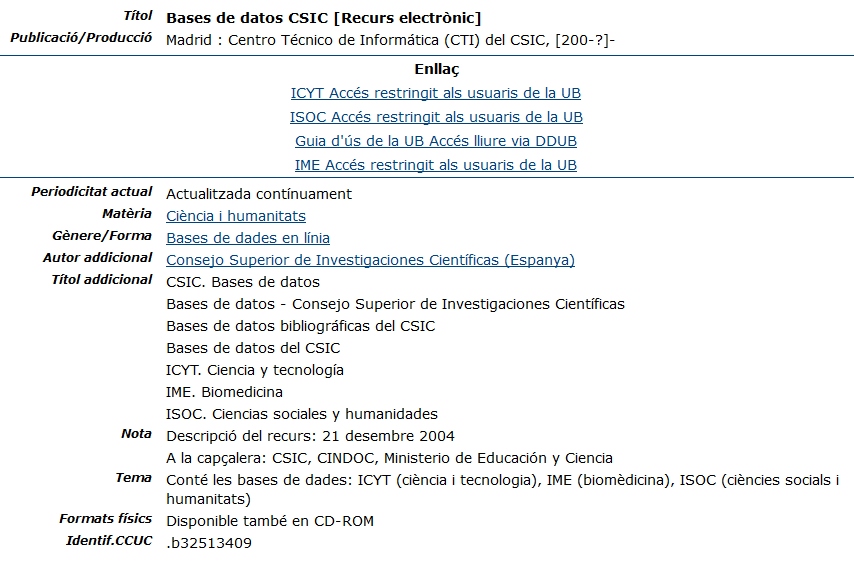 Títol Bases de datos CSIC [Recurs electrònic]
Publicació/Producció Madrid : Centro Técnico de Informática (CTI) del CSIC, [200-?]-
Enllaç
ICYT Accés restringit als usuaris de la UB
ISOC Accés restringit als usuaris de la UB
Guia d'ús de la UB Accés lliure via DDUB
IME Accés restringit als usuaris de la UB
Periodicitat actual Actualitzada contínuament
Matèria Ciència i humanitats
Gènere/Forma Bases de dades en línia
Autor addicional Consejo Superior de Investigaciones Científicas (Espanya)
Títol addicional CSIC. Bases de datos
Bases de datos - Consejo Superior de Investigaciones Científicas
Bases de datos bibliográficas del CSIC
Bases de datos del CSIC
ICYT. Ciencia y tecnología
IME. Biomedicina
ISOC. Ciencias sociales y humanidades
Nota Descripció del recurs: 21 desembre 2004
A la capçalera: CSIC, CINDOC, Ministerio de Educación y Ciencia
Tema Conté les bases de dades: ICYT (ciència i tecnologia), IME (biomèdicina), ISOC (ciències socials i
humanitats)
Formats físics Disponible també en CD-ROM
Identif.CCUC .b32513409